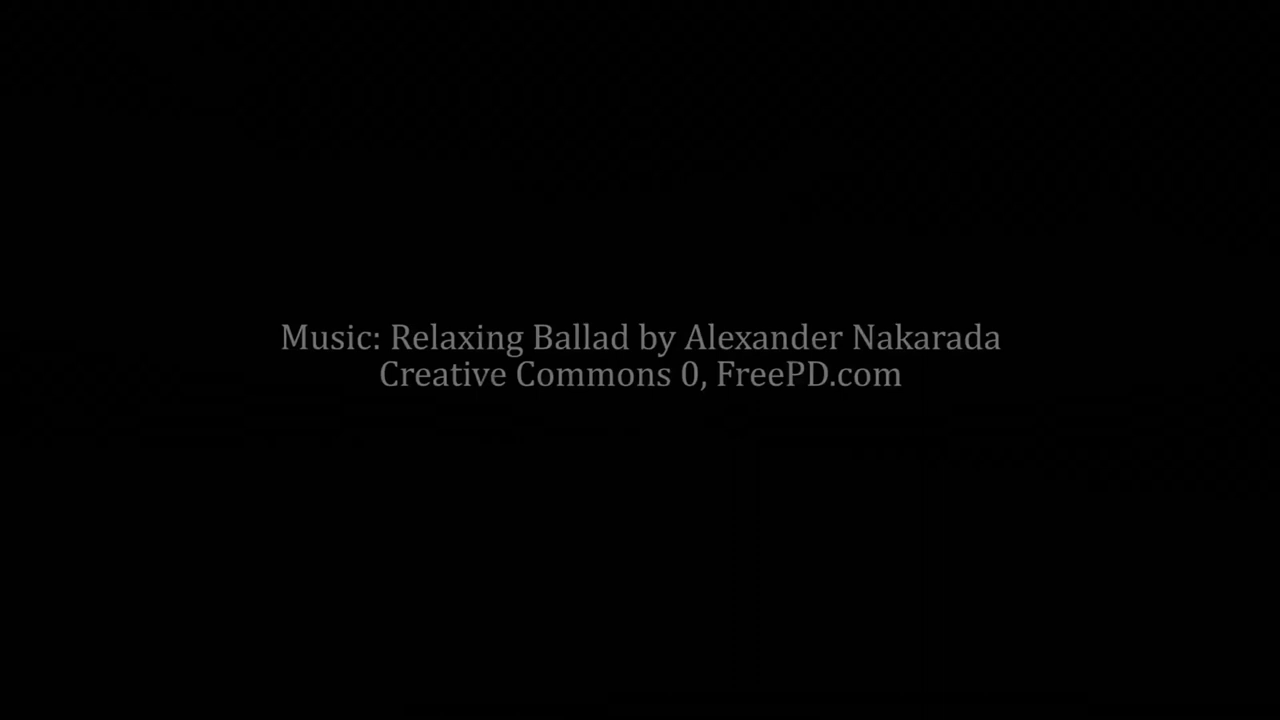 Music: Relaxing Ballad by Alexander Nakarada
Creative Commons 0, FreePD.com